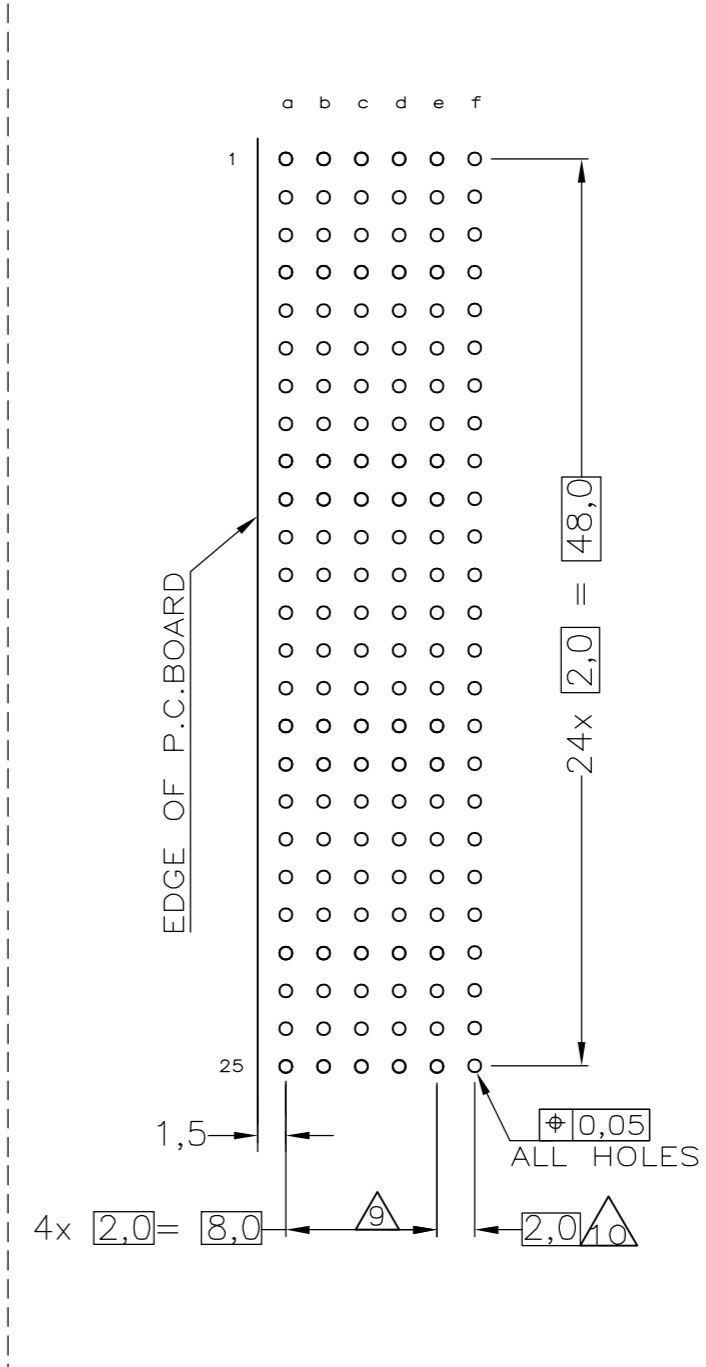 a b c d e f
1
24x 2,0 = 48,0
EDGE OF P.C.BOARD
25
1,5
⌖ 0,05
ALL HOLES
4x 2,0= 8,0
9
2,0 10